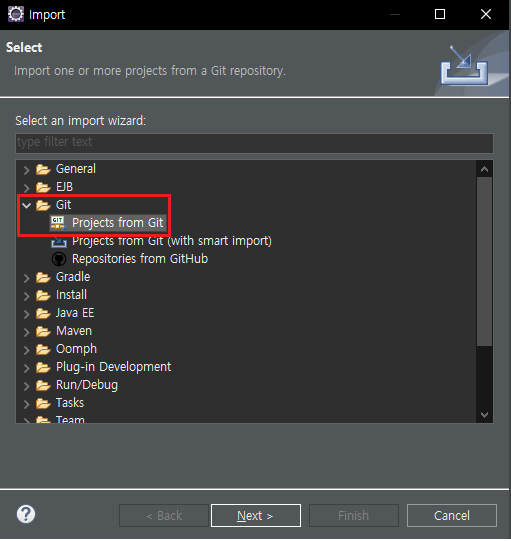 Import
Select
Import one or more projects from a Git repository.
Select an import wizard:
type filter text
General
EJB
Git
GIT Projects from Git
Projects from Git (with smart import)
Repositories from GitHub
Gradle
Install
Java EE
Maven
Oomph
Plug-in Development
Run/Debug
Tasks
Team
?
< Back
Next >
Finish
Cancel